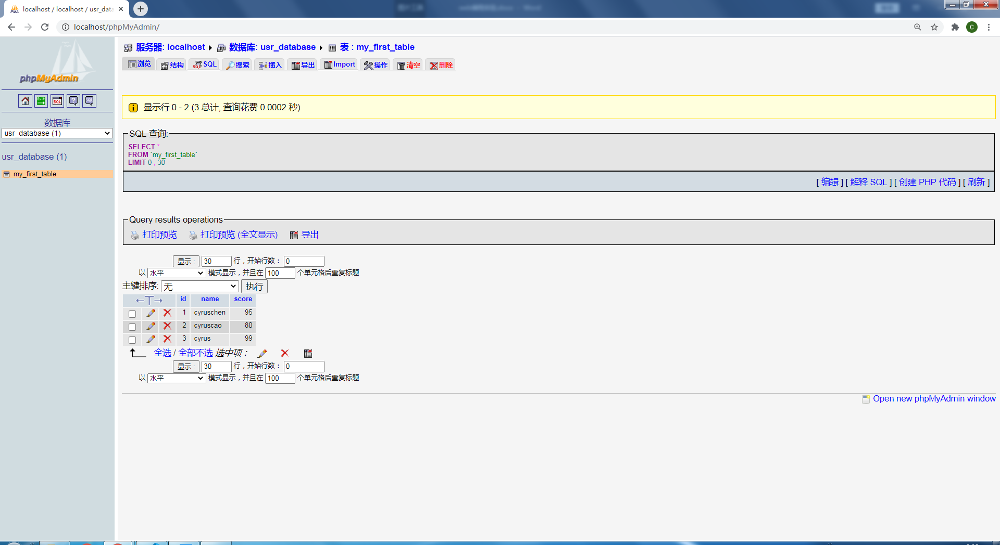 localhost / localhost / usr_data
localhost/phpMyAdmin/
phpMyAdmin
数据库
usr_database (1)
usr_database (1)
my_first_table
服务器: localhost 数据库: usr_database 表 : my_first_table
浏览 结构 SQL 搜索 插入 导出 Import 操作 清空 删除
显示行 0 - 2 (3 总计, 查询花费 0.0002 秒)
SQL 查询:
SELECT *
FROM `my_first_table`
LIMIT 0 , 30
[ 编辑 ] [ 解释 SQL ] [ 创建 PHP 代码 ] [ 刷新 ]
Query results operations
打印预览 打印预览 (全文显示) 导出
显示 : 30 行，开始行数： 0
以 水平 模式显示，并且在 100 个单元格后重复标题
主键排序: 无 执行
←T→ id name score
1 cyruschen 95
2 cyruscao 80
3 cyrus 99
全选 / 全部不选 选中项：
显示 : 30 行，开始行数： 0
以 水平 模式显示，并且在 100 个单元格后重复标题
Open new phpMyAdmin window